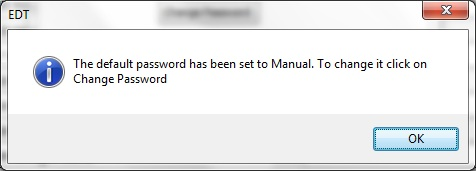 Change Password
EDT
The default password has been set to Manual. To change it click on
Change Password
OK